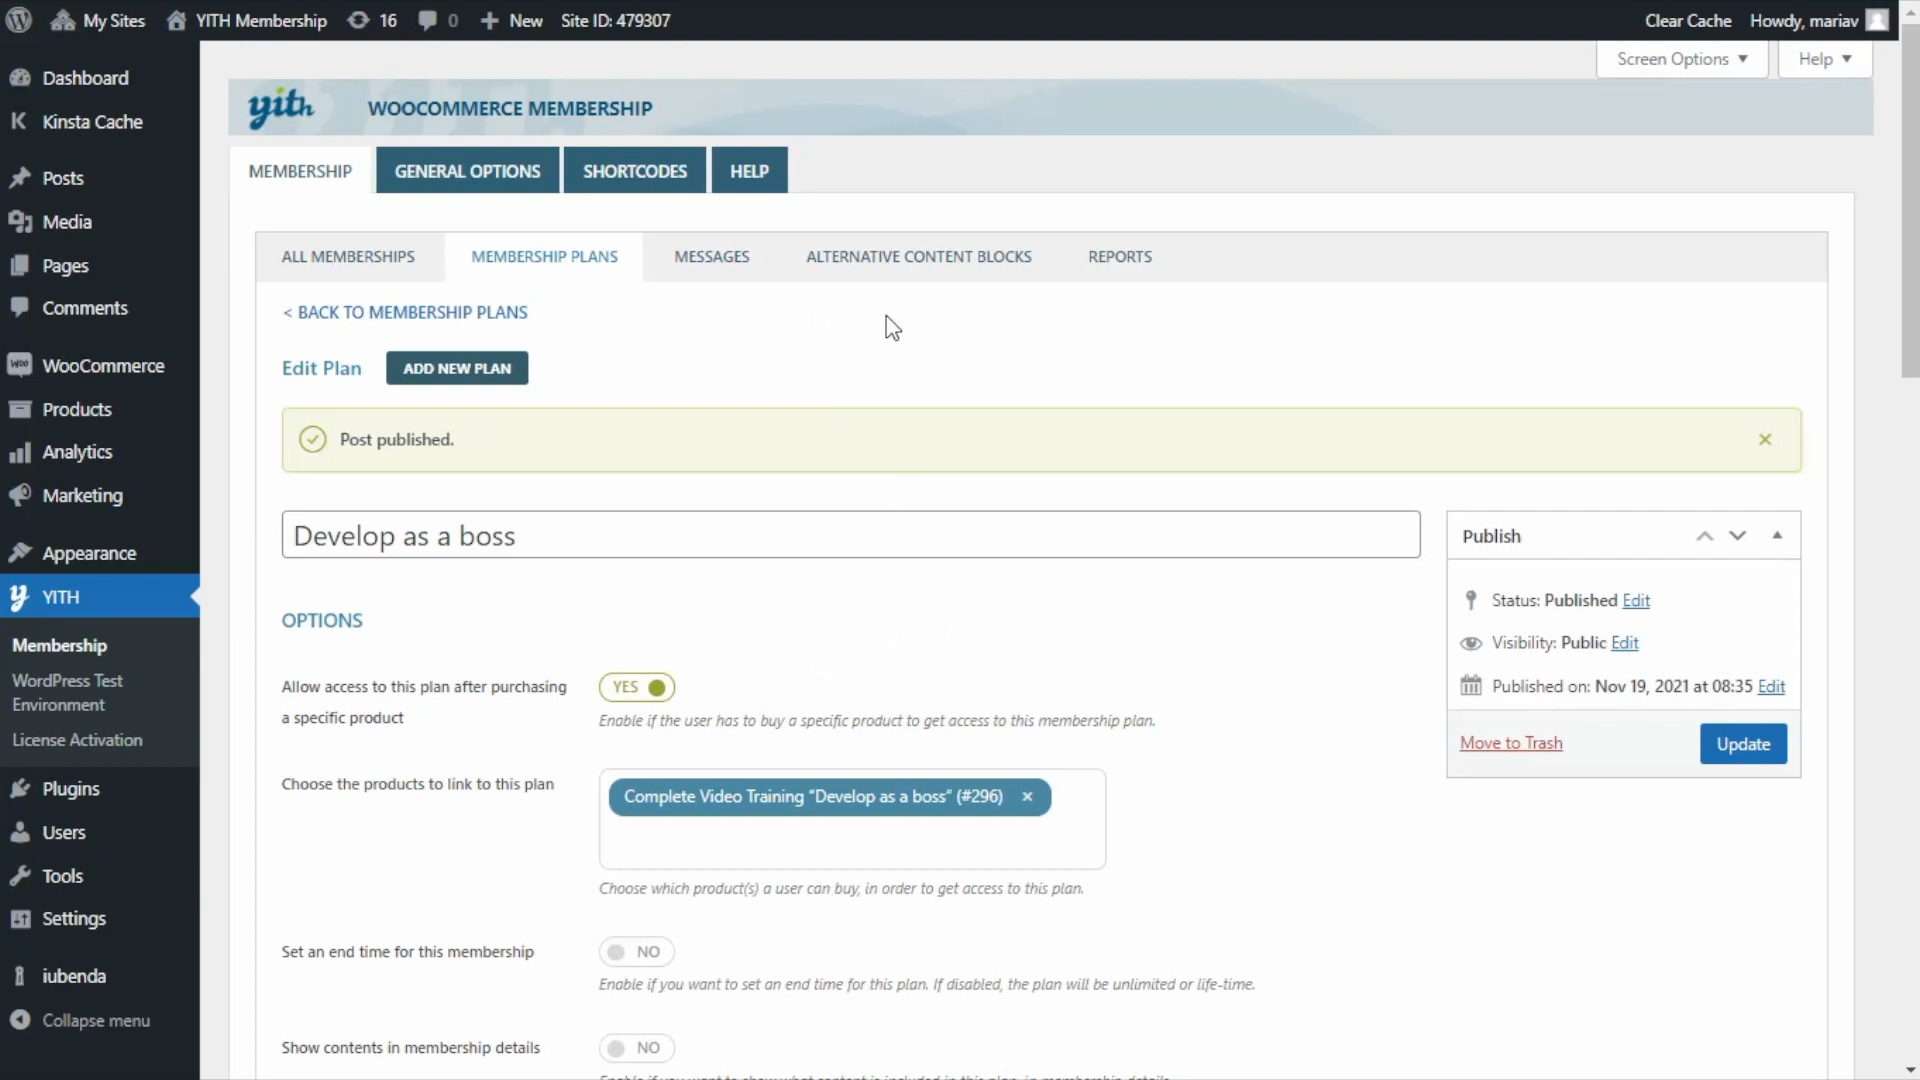 My Sites
YITH Membership
16
0
New
Site ID: 479307
Clear Cache
Howdy, mariav
Dashboard
Kinsta Cache
Posts
Media
Pages
Comments
WooCommerce
Products
Analytics
Marketing
Appearance
YITH
Membership
WordPress Test
Environment
License Activation
Plugins
Users
Tools
Settings
iubenda
Collapse menu
Screen Options
Help
yith
WOOCOMMERCE MEMBERSHIP
MEMBERSHIP
GENERAL OPTIONS
SHORTCODES
HELP
ALL MEMBERSHIPS
MEMBERSHIP PLANS
MESSAGES
ALTERNATIVE CONTENT BLOCKS
REPORTS
< BACK TO MEMBERSHIP PLANS
Edit Plan
ADD NEW PLAN
Post published.
Develop as a boss
OPTIONS
Allow access to this plan after purchasing
a specific product
YES
Enable if the user has to buy a specific product to get access to this membership plan.
Choose the products to link to this plan
Complete Video Training "Develop as a boss" (#296) ×
Choose which product(s) a user can buy, in order to get access to this plan.
Set an end time for this membership
NO
Enable if you want to set an end time for this plan. If disabled, the plan will be unlimited or life-time.
Show contents in membership details
NO
Enable if you want to show what content is included in this plan, in membership details.
Publish
Status: Published Edit
Visibility: Public Edit
Published on: Nov 19, 2021 at 08:35 Edit
Move to Trash
Update